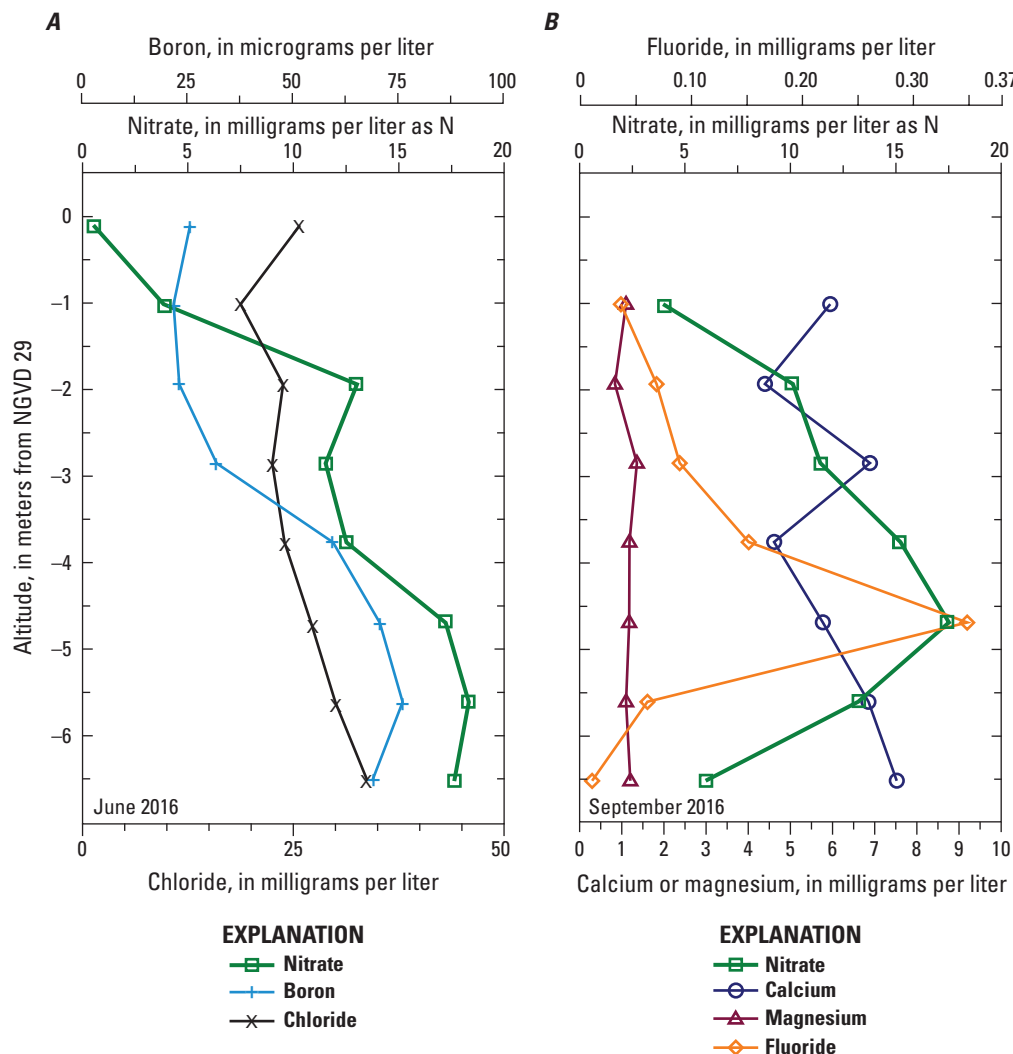 A
Boron, in micrograms per liter
0 25 50 75 100
Nitrate, in milligrams per liter as N
0 5 10 15 20
Altitude, in meters from NGVD 29
0
–1
–2
–3
–4
–5
–6
June 2016
0 25 50
Chloride, in milligrams per liter
EXPLANATION
Nitrate
Boron
Chloride
B
Fluoride, in milligrams per liter
0 0.10 0.20 0.30 0.37
Nitrate, in milligrams per liter as N
0 5 10 15 20
September 2016
0 1 2 3 4 5 6 7 8 9 10
Calcium or magnesium, in milligrams per liter
EXPLANATION
Nitrate
Calcium
Magnesium
Fluoride